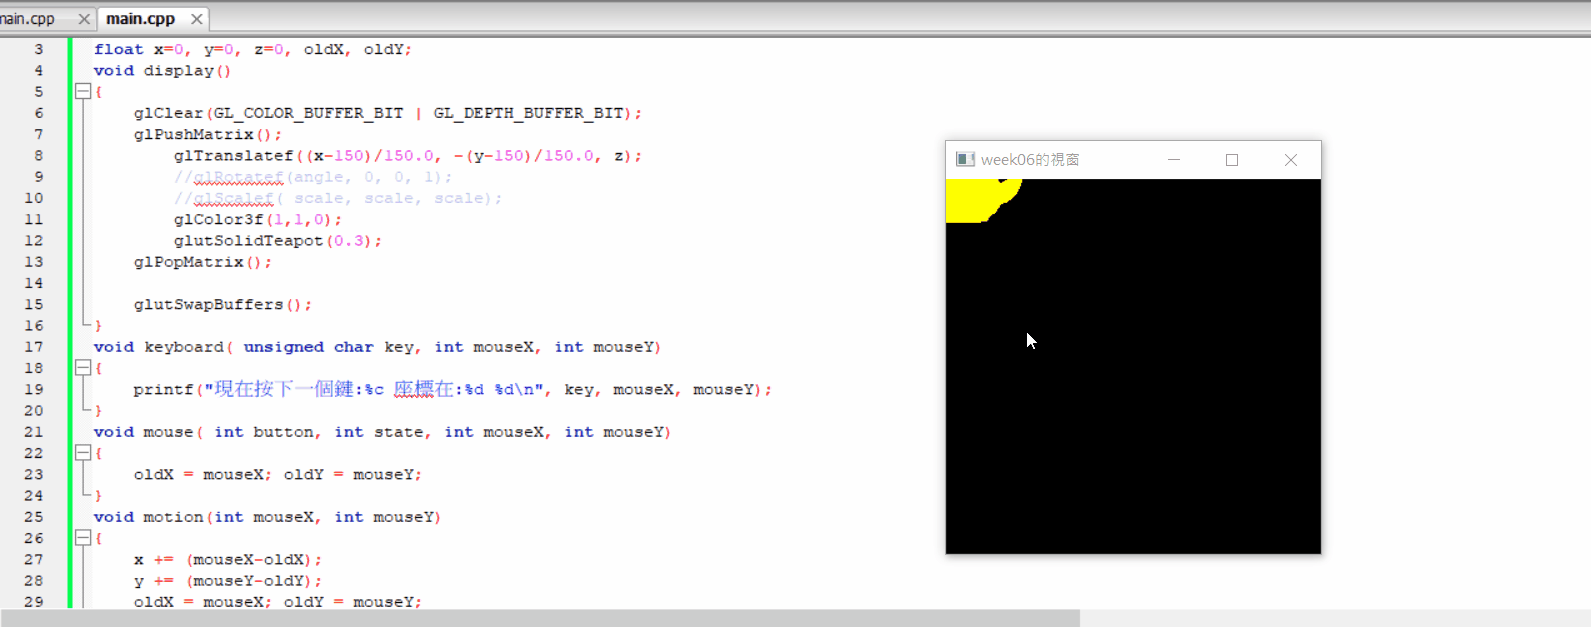 main.cpp main.cpp
3 float x=0, y=0, z=0, oldX, oldY;
4 void display()
5 {
6 glClear(GL_COLOR_BUFFER_BIT | GL_DEPTH_BUFFER_BIT);
7 glPushMatrix();
8 glTranslatef((x-150)/150.0, -(y-150)/150.0, z);
9 //glRotatef(angle, 0, 0, 1);
10 //glScalef( scale, scale, scale);
11 glColor3f(1,1,0);
12 glutSolidTeapot(0.3);
13 glPopMatrix();
14
15 glutSwapBuffers();
16 }
17 void keyboard( unsigned char key, int mouseX, int mouseY)
18 {
19 printf("現在按下一個鍵:%c 座標在:%d %d\n", key, mouseX, mouseY);
20 }
21 void mouse( int button, int state, int mouseX, int mouseY)
22 {
23 oldX = mouseX; oldY = mouseY;
24 }
25 void motion(int mouseX, int mouseY)
26 {
27 x += (mouseX-oldX);
28 y += (mouseY-oldY);
29 oldX = mouseX; oldY = mouseY;
week06的視窗